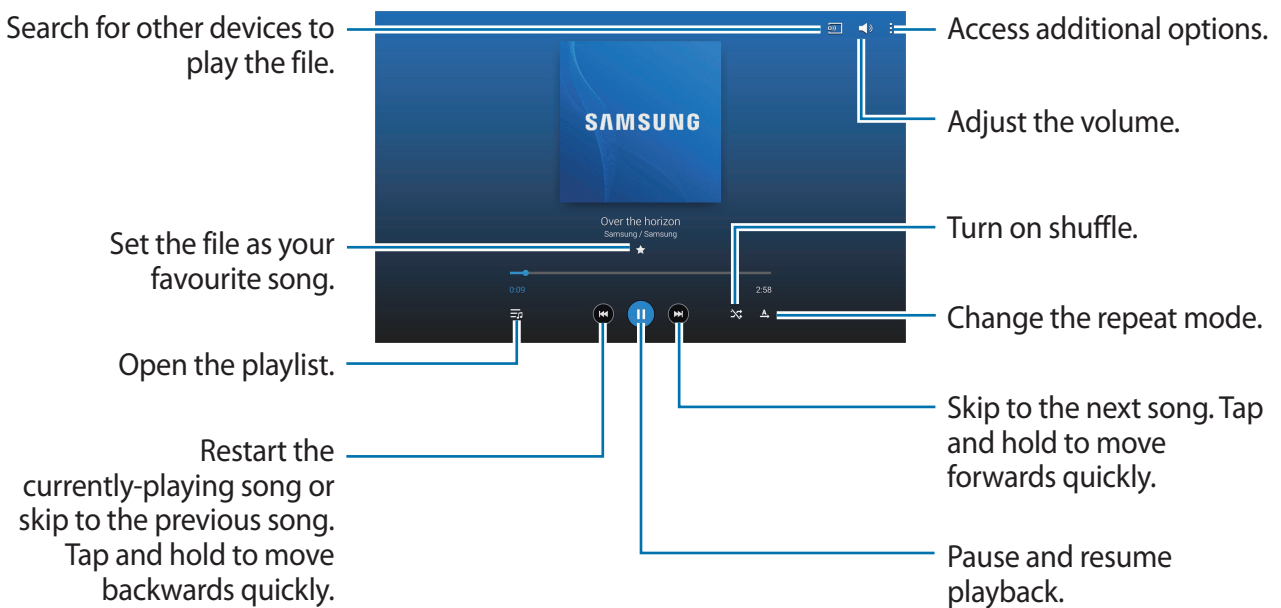 Search for other devices to
play the file.
Access additional options.
SAMSUNG
Adjust the volume.
Over the horizon
Samsung / Samsung
Set the file as your
favourite song.
Turn on shuffle.
0:09
2:58
Change the repeat mode.
Open the playlist.
Skip to the next song. Tap
and hold to move
forwards quickly.
Restart the
currently-playing song or
skip to the previous song.
Tap and hold to move
backwards quickly.
Pause and resume
playback.